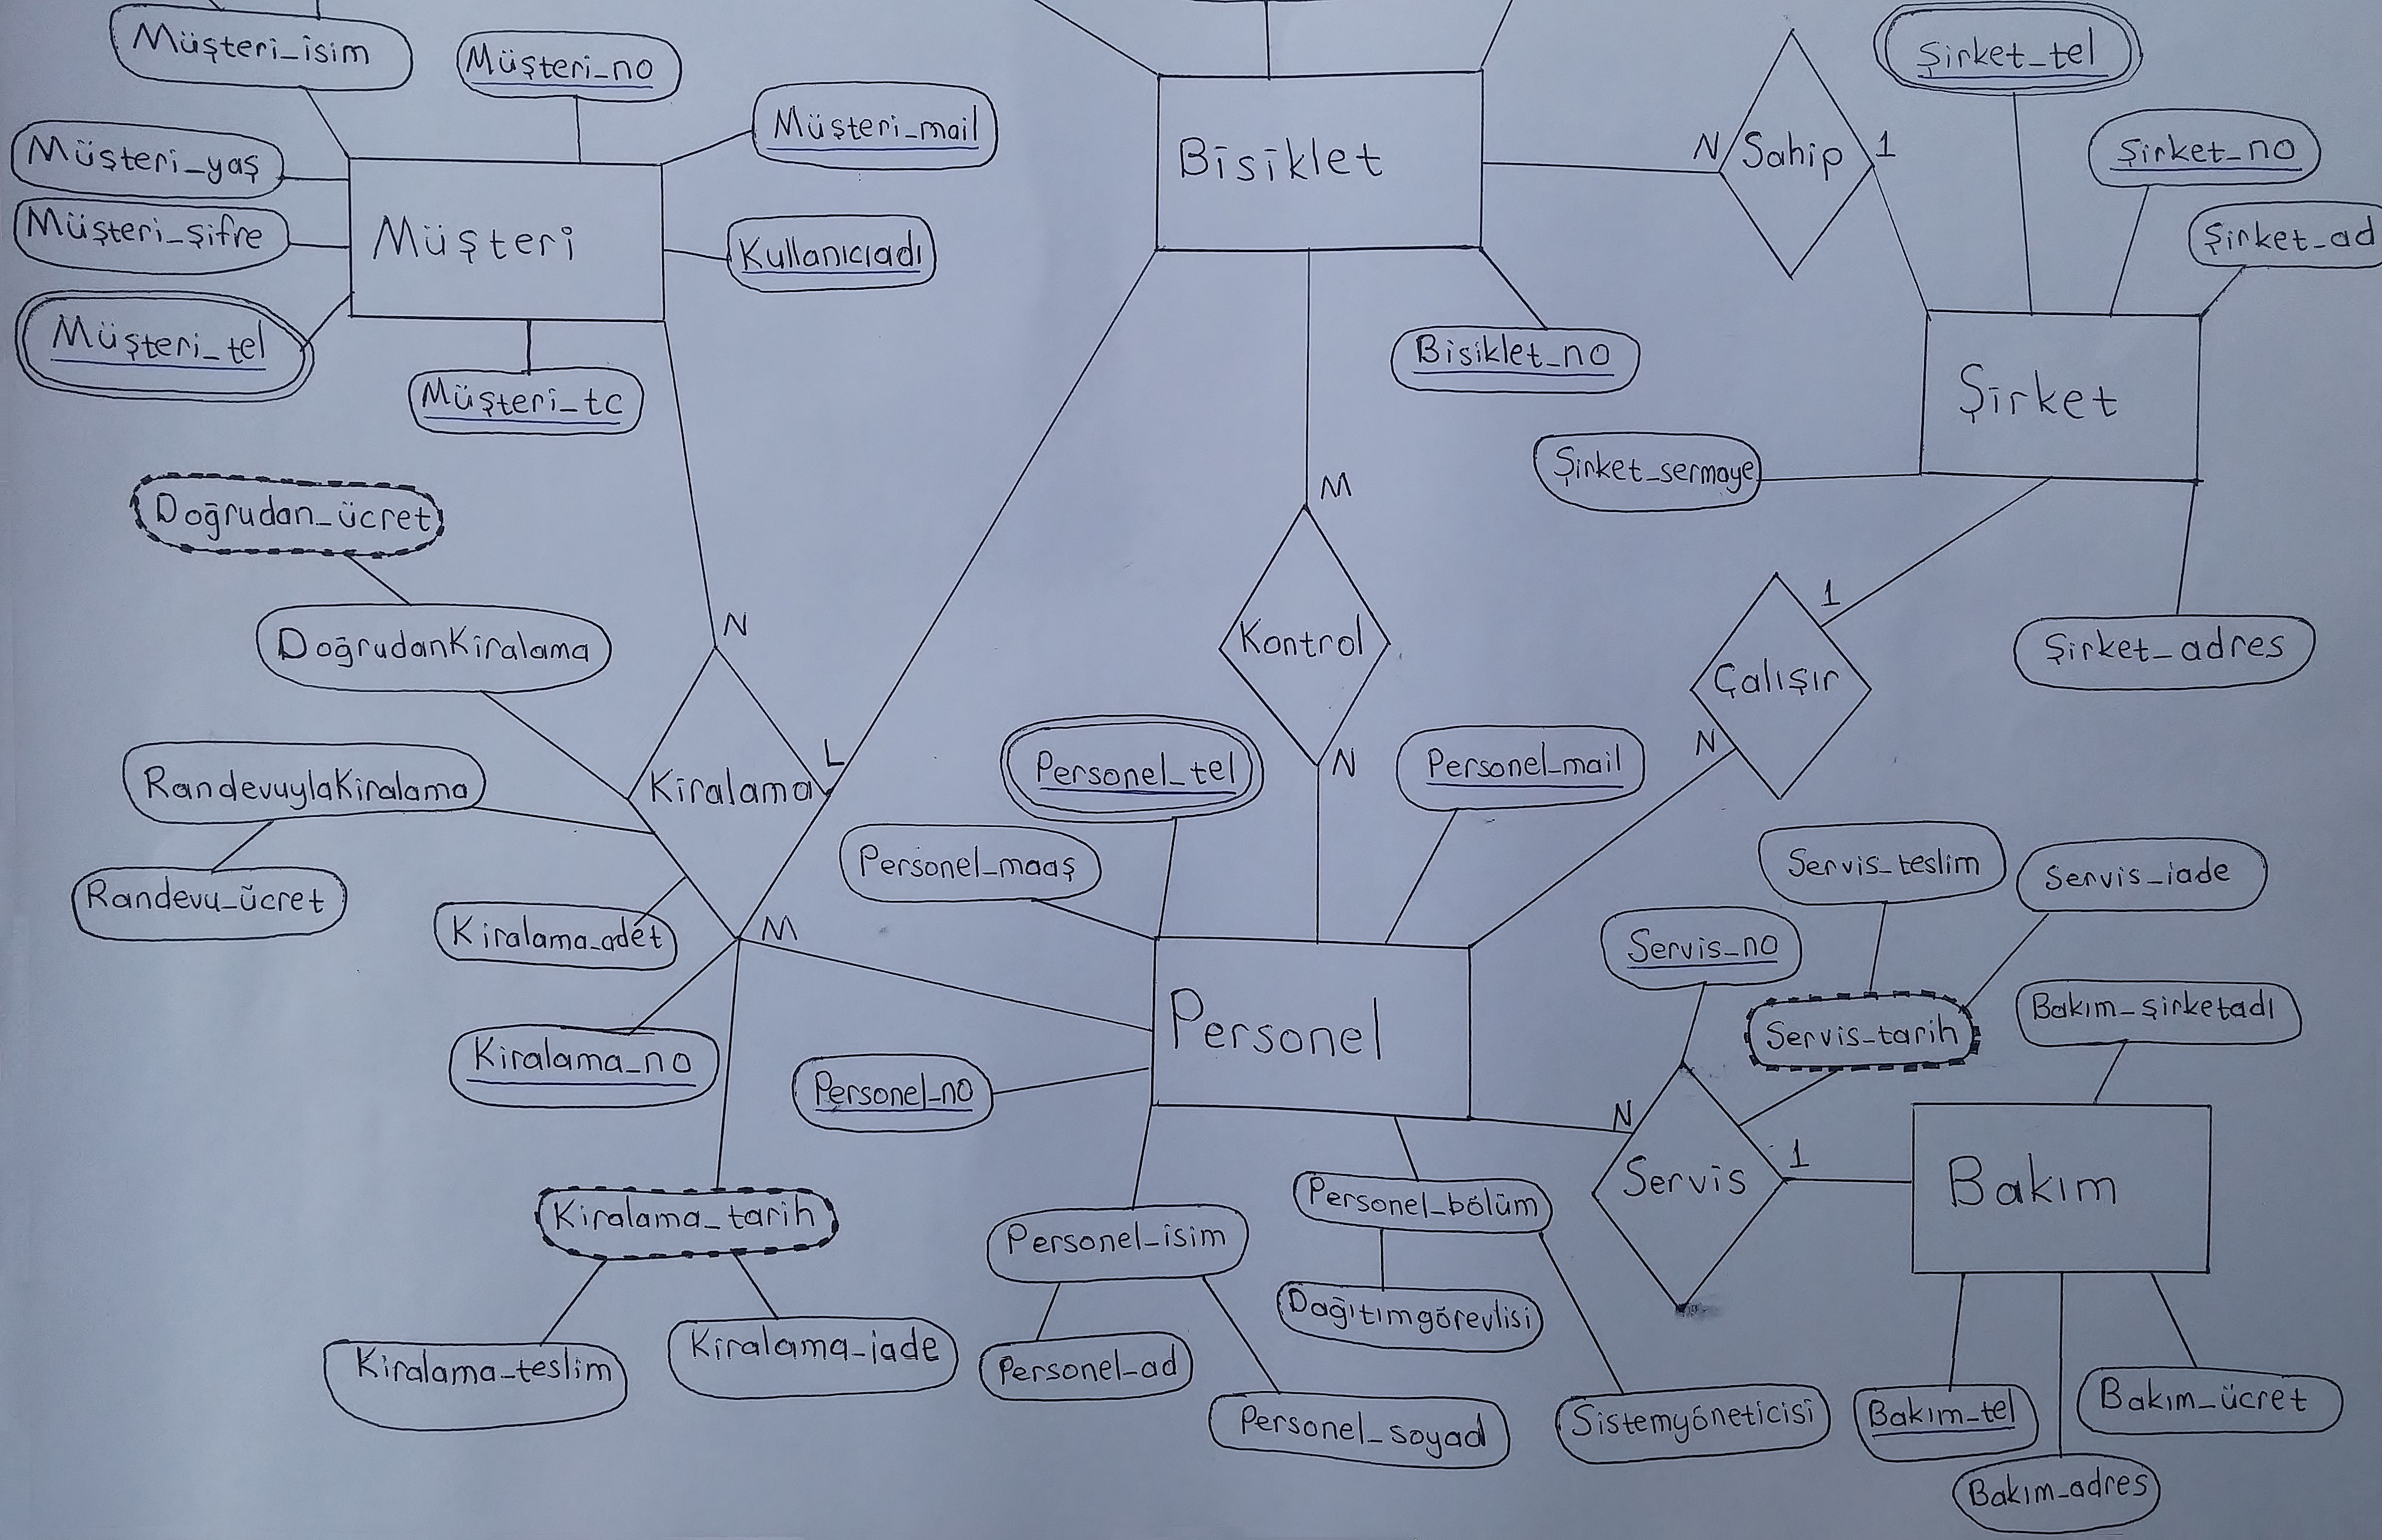 Müşteri_isim
Müşteri_no
Müşteri_mail
Müşteri_yaş
Müşteri_şifre
Müşteri
Kullanıcıadı
Müşteri_tel
Müşteri_tc
Bisiklet
N
Sahip
1
Şirket_tel
Şirket_no
Şirket_ad
Bisiklet_no
Şirket
Şirket_sermaye
Doğrudan_ücret
M
DoğrudanKiralama
N
Kontrol
1
Çalışır
Şirket_adres
RandevuylaKiralama
Kiralama
L
Personel_tel
N
Personel_mail
N
Randevu_ücret
Kiralama_adet
M
Personel_maaş
Servis_teslim
Servis_iade
Servis_no
Servis_tarih
Bakım_şirketadı
Kiralama_no
Personel_no
Personel
N
Servis
1
Bakım
Kiralama_tarih
Personel_isim
Personel_bölüm
Kiralama_teslim
Kiralama_iade
Personel_ad
Dağıtımgörevlisi
Personel_soyad
Sistemyöneticisi
Bakım_tel
Bakım_ücret
Bakım_adres